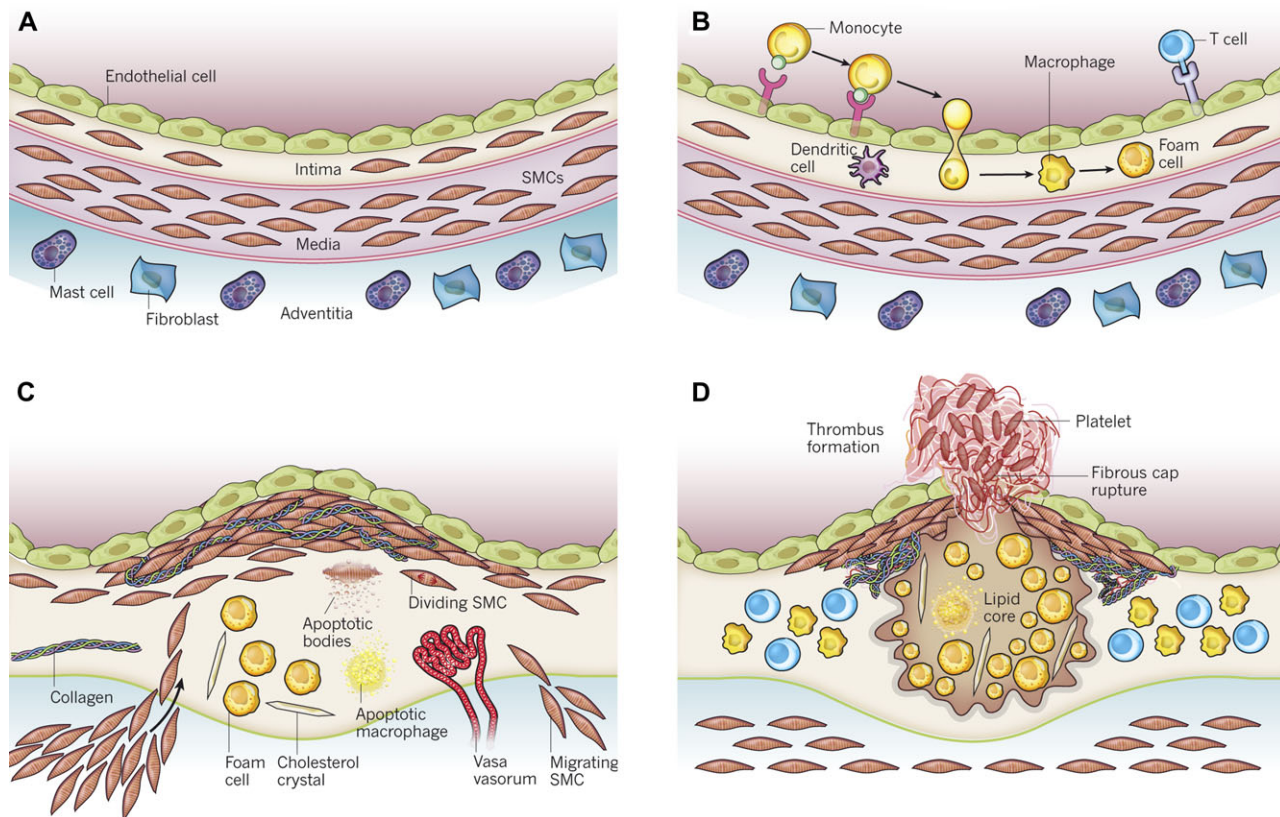 A
Endothelial cell
Intima
SMCs
Media
Mast cell
Fibroblast
Adventitia
B
Monocyte
T cell
Macrophage
Dendritic
cell
Foam
cell
C
Dividing SMC
Apoptotic
bodies
Collagen
Apoptotic
macrophage
Foam
cell
Cholesterol
crystal
Vasa
vasorum
Migrating
SMC
D
Thrombus
formation
Platelet
Fibrous cap
rupture
Lipid
core